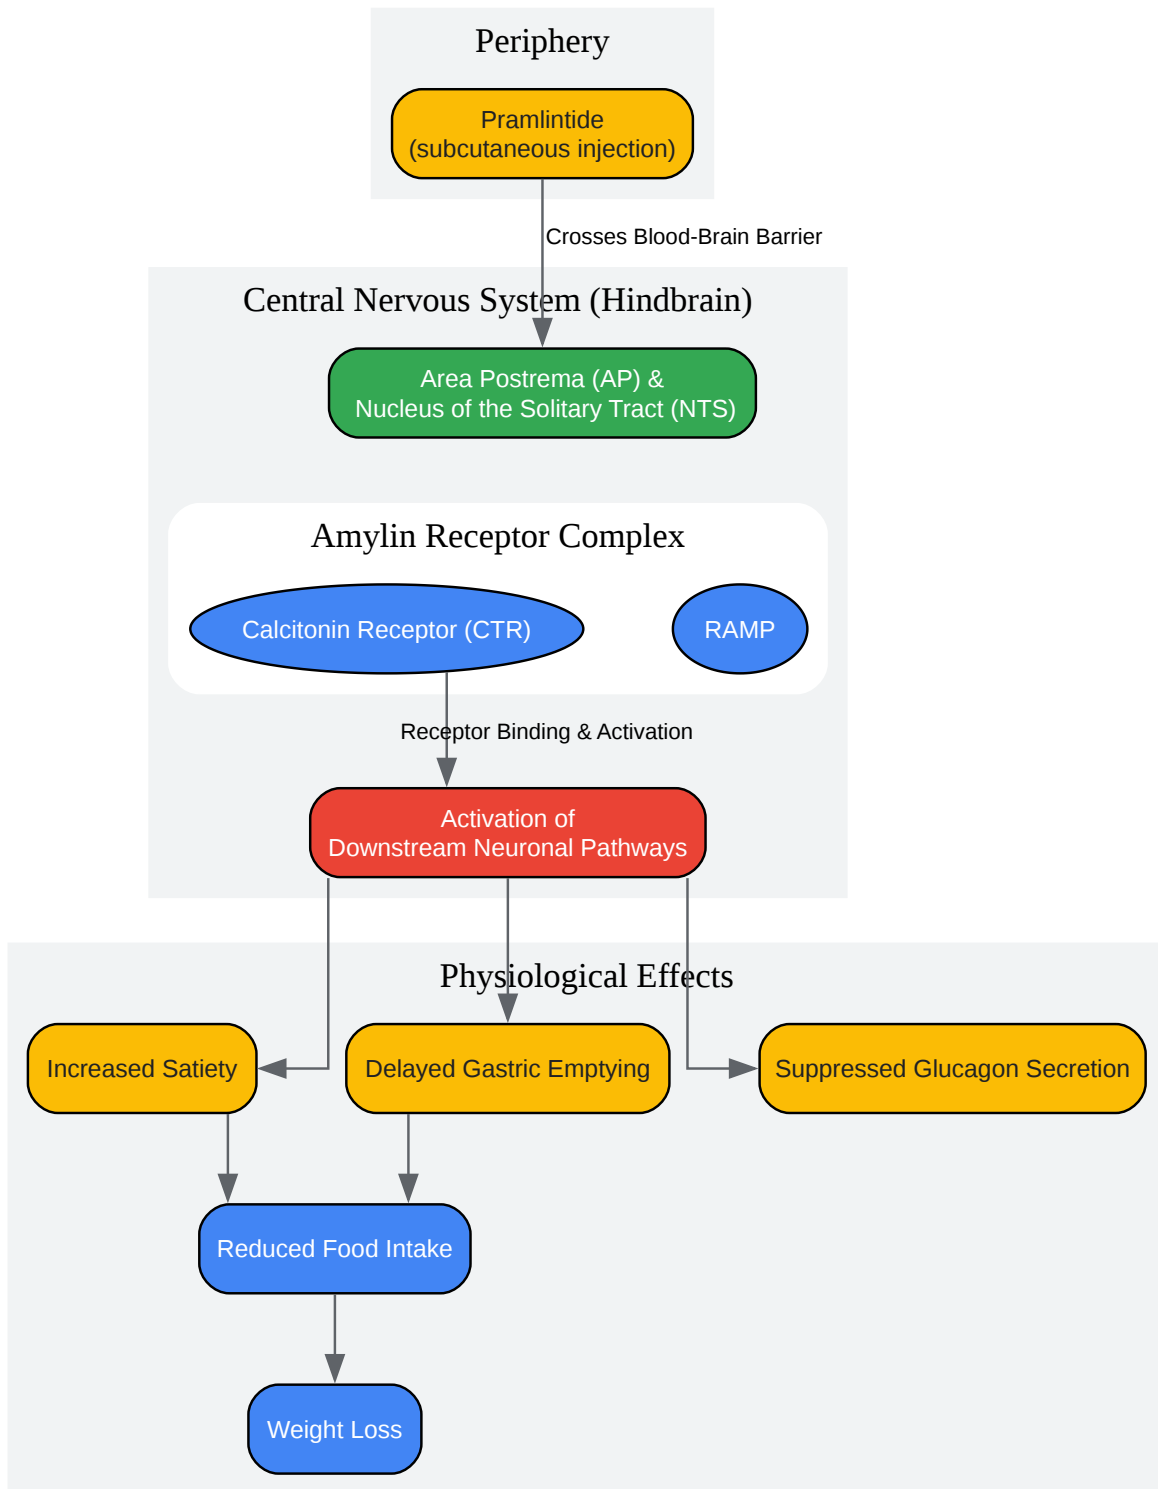 Periphery
Pramlintide
(subcutaneous injection)
Crosses Blood-Brain Barrier
Central Nervous System (Hindbrain)
Area Postrema (AP) &
Nucleus of the Solitary Tract (NTS)
Amylin Receptor Complex
Calcitonin Receptor (CTR)
RAMP
Receptor Binding & Activation
Activation of
Downstream Neuronal Pathways
Physiological Effects
Increased Satiety
Delayed Gastric Emptying
Suppressed Glucagon Secretion
Reduced Food Intake
Weight Loss